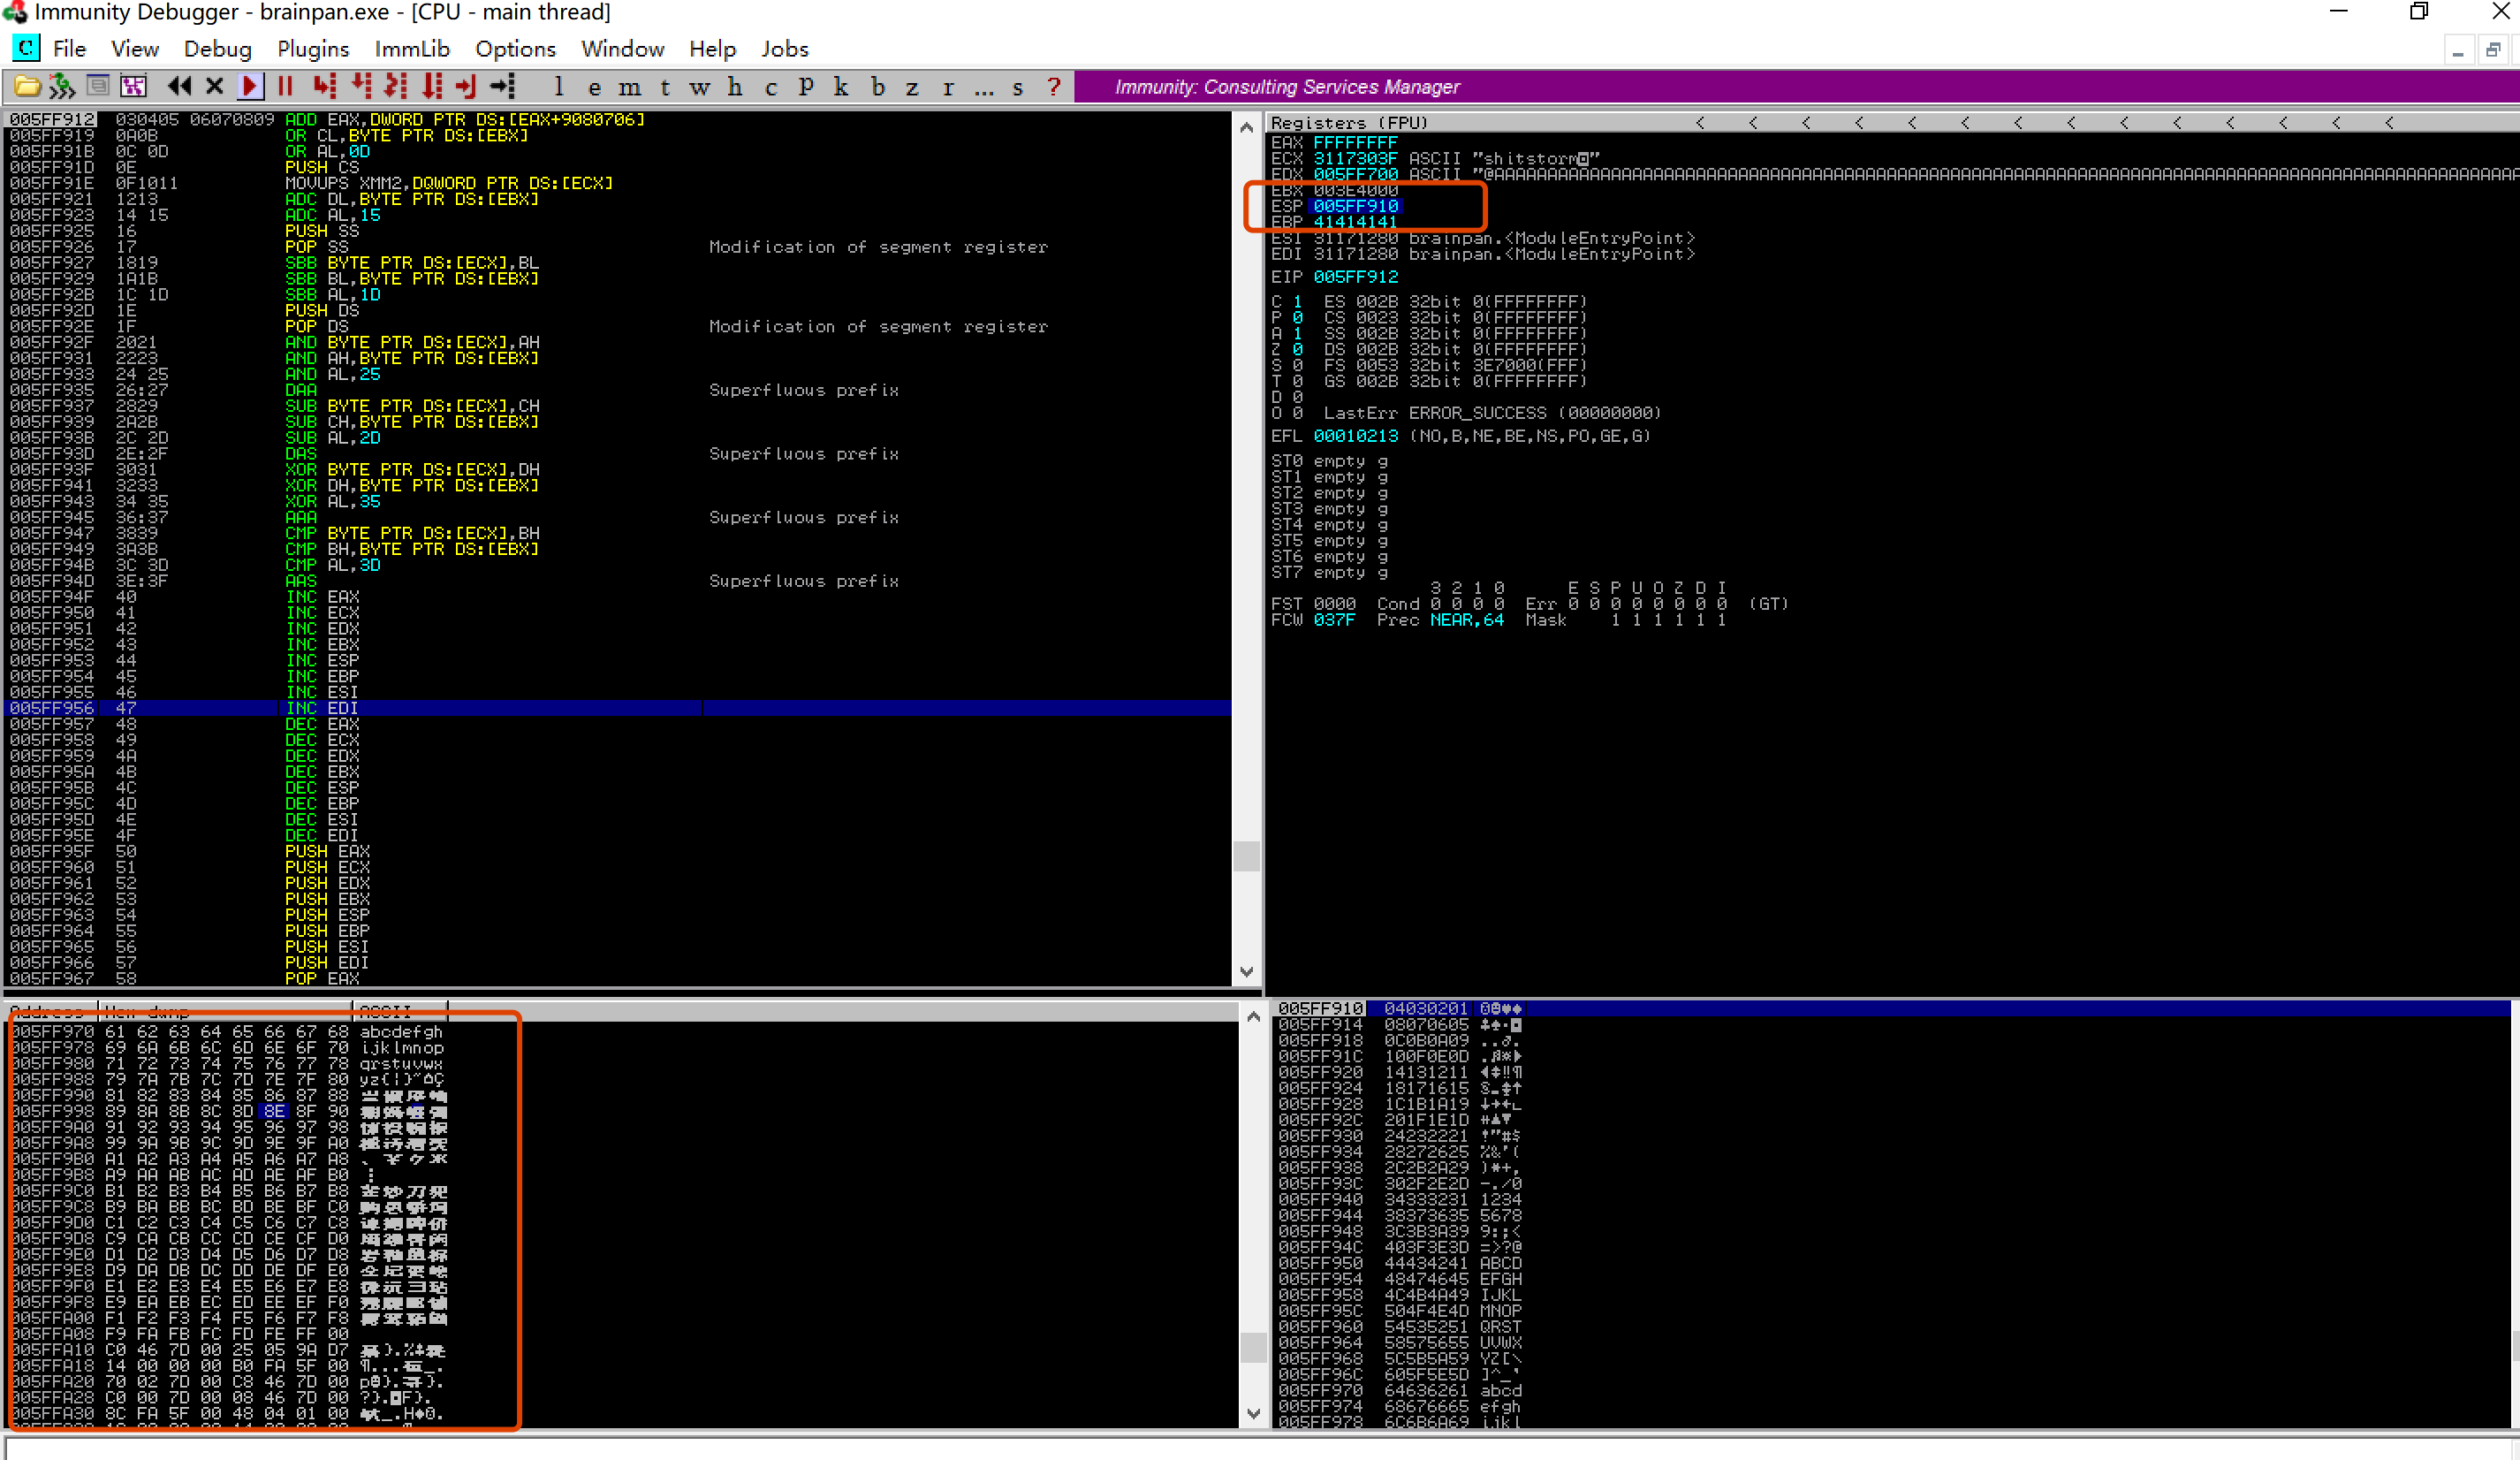 Immunity Debugger - brainpan.exe - [CPU - main thread]
C File View Debug Plugins ImmLib Options Window Help Jobs
l e m t w h c P k b z r ... s ? Immunity: Consulting Services Manager
005FF912 030405 06070809 ADD EAX,DWORD PTR DS:[EAX+9080706]
005FF919 0A0B OR CL,BYTE PTR DS:[EBX]
005FF91B 0C 0D OR AL,0D
005FF91D 0E PUSH CS
005FF91E 0F1011 MOVUPS XMM2,DQWORD PTR DS:[ECX]
005FF921 1213 ADC DL,BYTE PTR DS:[EBX]
005FF923 14 15 ADC AL,15
005FF925 16 PUSH SS
005FF926 17 POP SS Modification of segment register
005FF927 1819 SBB BYTE PTR DS:[ECX],BL
005FF929 1A1B SBB BL,BYTE PTR DS:[EBX]
005FF92B 1C 1D SBB AL,1D
005FF92D 1E PUSH DS
005FF92E 1F POP DS Modification of segment register
005FF92F 2021 AND BYTE PTR DS:[ECX],AH
005FF931 2223 AND AH,BYTE PTR DS:[EBX]
005FF933 24 25 AND AL,25
005FF935 26:27 DAA Superfluous prefix
005FF937 2829 SUB BYTE PTR DS:[ECX],CH
005FF939 2A2B SUB CH,BYTE PTR DS:[EBX]
005FF93B 2C 2D SUB AL,2D
005FF93D 2E:2F DAS Superfluous prefix
005FF93F 3031 XOR BYTE PTR DS:[ECX],DH
005FF941 3233 XOR DH,BYTE PTR DS:[EBX]
005FF943 34 35 XOR AL,35
005FF945 36:37 AAA Superfluous prefix
005FF947 3839 CMP BYTE PTR DS:[ECX],BH
005FF949 3A3B CMP BH,BYTE PTR DS:[EBX]
005FF94B 3C 3D CMP AL,3D
005FF94D 3E:3F AAS Superfluous prefix
005FF94F 40 INC EAX
005FF950 41 INC ECX
005FF951 42 INC EDX
005FF952 43 INC EBX
005FF953 44 INC ESP
005FF954 45 INC EBP
005FF955 46 INC ESI
005FF956 47 INC EDI
005FF957 48 DEC EAX
005FF958 49 DEC ECX
005FF959 4A DEC EDX
005FF95A 4B DEC EBX
005FF95B 4C DEC ESP
005FF95C 4D DEC EBP
005FF95D 4E DEC ESI
005FF95E 4F DEC EDI
005FF95F 50 PUSH EAX
005FF960 51 PUSH ECX
005FF961 52 PUSH EDX
005FF962 53 PUSH EBX
005FF963 54 PUSH ESP
005FF964 55 PUSH EBP
005FF965 56 PUSH ESI
005FF966 57 PUSH EDI
005FF967 58 POP EAX
Registers (FPU) < < < < < < < < < < < < < <
EAX FFFFFFFF
ECX 3117303F ASCII "shitstorm"
EDX 005FF700 ASCII
EBX 003E4000
ESP 005FF910
EBP 41414141
ESI 31171280 brainpan.<ModuleEntryPoint>
EDI 31171280 brainpan.<ModuleEntryPoint>
EIP 005FF912
C 1 ES 002B 32bit 0(FFFFFFFF)
P 0 CS 0023 32bit 0(FFFFFFFF)
A 1 SS 002B 32bit 0(FFFFFFFF)
Z 0 DS 002B 32bit 0(FFFFFFFF)
S 0 FS 0053 32bit 3E7000(FFF)
T 0 GS 002B 32bit 0(FFFFFFFF)
D 0
O 0 LastErr ERROR_SUCCESS (00000000)
EFL 00010213 (NO,B,NE,BE,NS,PO,GE,G)
ST0 empty g
ST1 empty g
ST2 empty g
ST3 empty g
ST4 empty g
ST5 empty g
ST6 empty g
ST7 empty g
3 2 1 0 E S P U O Z D I
FST 0000 Cond 0 0 0 0 Err 0 0 0 0 0 0 0 0 (GT)
FCW 037F Prec NEAR,64 Mask 1 1 1 1 1 1
Address Hex dump ASCII
005FF970 61 62 63 64 65 66 67 68 abcdefgh
005FF978 69 6A 6B 6C 6D 6E 6F 70 ijklmnop
005FF980 71 72 73 74 75 76 77 78 qrstuvwx
005FF988 79 7A 7B 7C 7D 7E 7F 80 yz{|}~⌂Ç
005FF990 81 82 83 84 85 86 87 88
005FF998 89 8A 8B 8C 8D 8E 8F 90
005FF9A0 91 92 93 94 95 96 97 98
005FF9A8 99 9A 9B 9C 9D 9E 9F A0
005FF9B0 A1 A2 A3 A4 A5 A6 A7 A8
005FF9B8 A9 AA AB AC AD AE AF B0
005FF9C0 B1 B2 B3 B4 B5 B6 B7 B8
005FF9C8 B9 BA BB BC BD BE BF C0
005FF9D0 C1 C2 C3 C4 C5 C6 C7 C8
005FF9D8 C9 CA CB CC CD CE CF D0
005FF9E0 D1 D2 D3 D4 D5 D6 D7 D8
005FF9E8 D9 DA DB DC DD DE DF E0
005FF9F0 E1 E2 E3 E4 E5 E6 E7 E8
005FF9F8 E9 EA EB EC ED EE EF F0
005FFA00 F1 F2 F3 F4 F5 F6 F7 F8
005FFA08 F9 FA FB FC FD FE FF 00
005FFA10 C0 46 7D 00 25 05 9A D7
005FFA18 14 00 00 00 B0 FA 5F 00
005FFA20 70 02 7D 00 C8 46 7D 00
005FFA28 C0 00 7D 00 08 46 7D 00
005FFA30 8C FA 5F 00 48 04 01 00
005FF910 04030201
005FF914 08070605
005FF918 0C0B0A09
005FF91C 100F0E0D
005FF920 14131211
005FF924 18171615
005FF928 1C1B1A19
005FF92C 201F1E1D
005FF930 24232221 !"#$
005FF934 28272625 %&'(
005FF938 2C2B2A29 )*+,
005FF93C 302F2E2D -./0
005FF940 34333231 1234
005FF944 38373635 5678
005FF948 3C3B3A39 9:;<
005FF94C 403F3E3D =>?@
005FF950 44434241 ABCD
005FF954 48474645 EFGH
005FF958 4C4B4A49 IJKL
005FF95C 504F4E4D MNOP
005FF960 54535251 QRST
005FF964 58575655 UVWX
005FF968 5C5B5A59 YZ[\
005FF96C 605F5E5D ]^_`
005FF970 64636261 abcd
005FF974 68676665 efgh
005FF978 6C6B6A69 ijkl